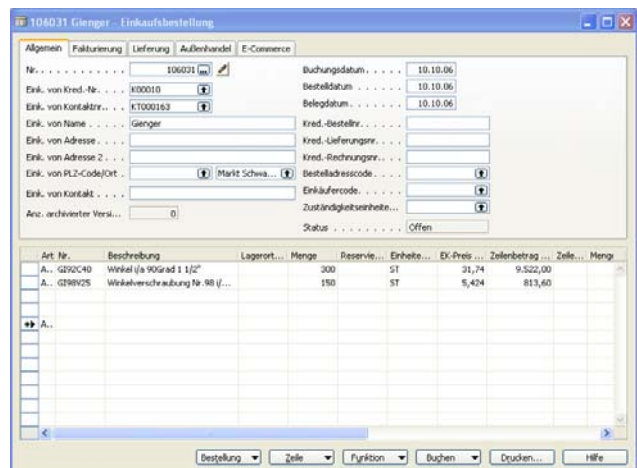 106031 Gienger - Einkaufsbestellung
Allgemein Fakturierung Lieferung Außenhandel E-Commerce
Nr. . . . . . . . . . . . . 106031 Buchungsdatum . . . . . 10.10.06
Eink. von Kred.-Nr. . . . K00010 Bestelldatum . . . . . . 10.10.06
Eink. von Kontaktnr. . . . KT000163 Belegdatum . . . . . . . 10.10.06
Eink. von Name . . . . . Gienger Kred.-Bestellnr. . . . . .
Eink. von Adresse . . . . Kred.-Lieferungsnr. . . . .
Eink. von Adresse 2 . . . Kred.-Rechnungsnr. . . . .
Eink. von PLZ-Code/Ort . Markt Schwa... Bestelladresscode . . . .
Eink. von Kontakt . . . . Einkäufercode. . . . . . .
Anz. archivierter Versi... 0 Zuständigkeitseinheite...
Status . . . . . . . . . Offen
Art Nr. Beschreibung Lagerort... Menge Reservie... Einheite... EK-Preis ... Zeilenbetrag ... Zeile... Menge
A.. GI92C40 Winkel i/a 90Grad 1 1/2" 300 ST 31,74 9.522,00
A.. GI98V25 Winkelverschraubung Nr.98 i/... 150 ST 5,424 813,60
A..
Bestellung Zeile Funktion Buchen Drucken... Hilfe